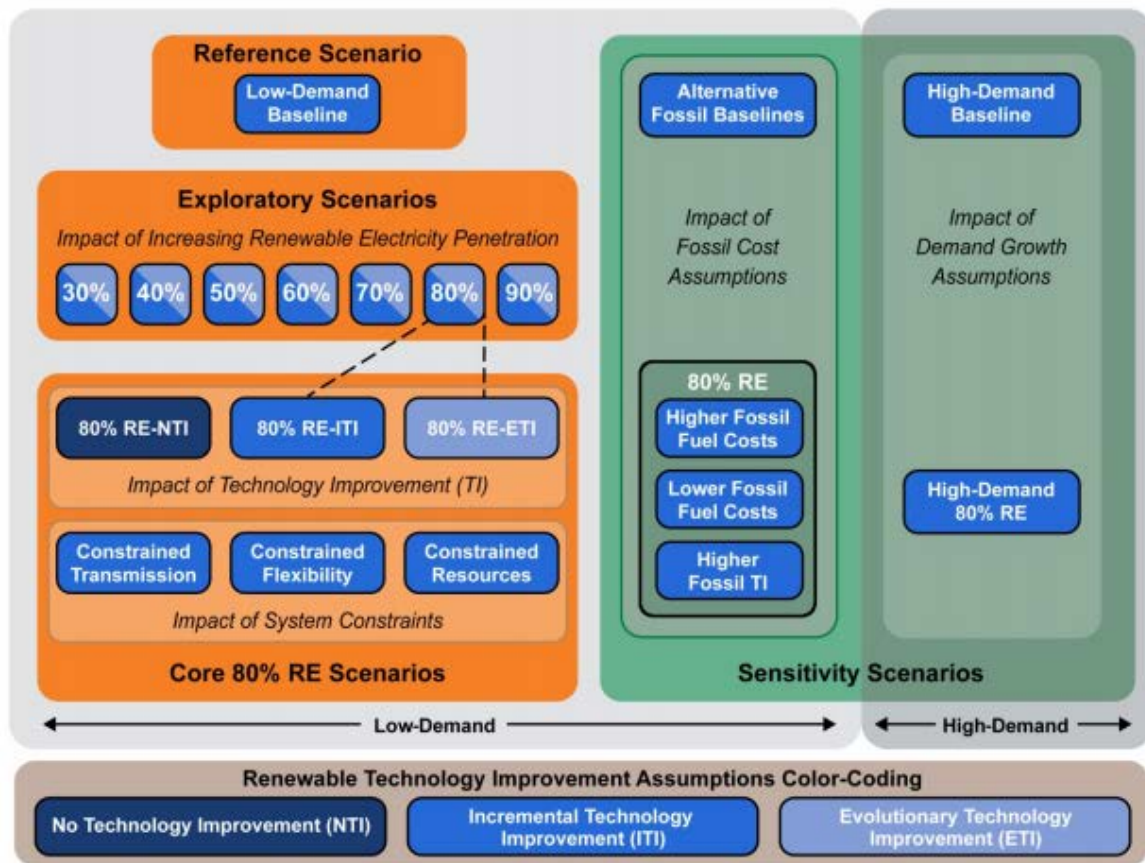 Reference Scenario
Low-Demand
Baseline
Exploratory Scenarios
Impact of Increasing Renewable Electricity Penetration
30% 40% 50% 60% 70% 80% 90%
80% RE-NTI 80% RE-ITI 80% RE-ETI
Impact of Technology Improvement (TI)
Constrained
Transmission
Constrained
Flexibility
Constrained
Resources
Impact of System Constraints
Core 80% RE Scenarios
Alternative
Fossil Baselines
Impact of
Fossil Cost
Assumptions
80% RE
Higher Fossil
Fuel Costs
Lower Fossil
Fuel Costs
Higher
Fossil TI
High-Demand
Baseline
Impact of
Demand Growth
Assumptions
High-Demand
80% RE
Sensitivity Scenarios
Low-Demand
High-Demand
Renewable Technology Improvement Assumptions Color-Coding
No Technology Improvement (NTI)
Incremental Technology
Improvement (ITI)
Evolutionary Technology
Improvement (ETI)